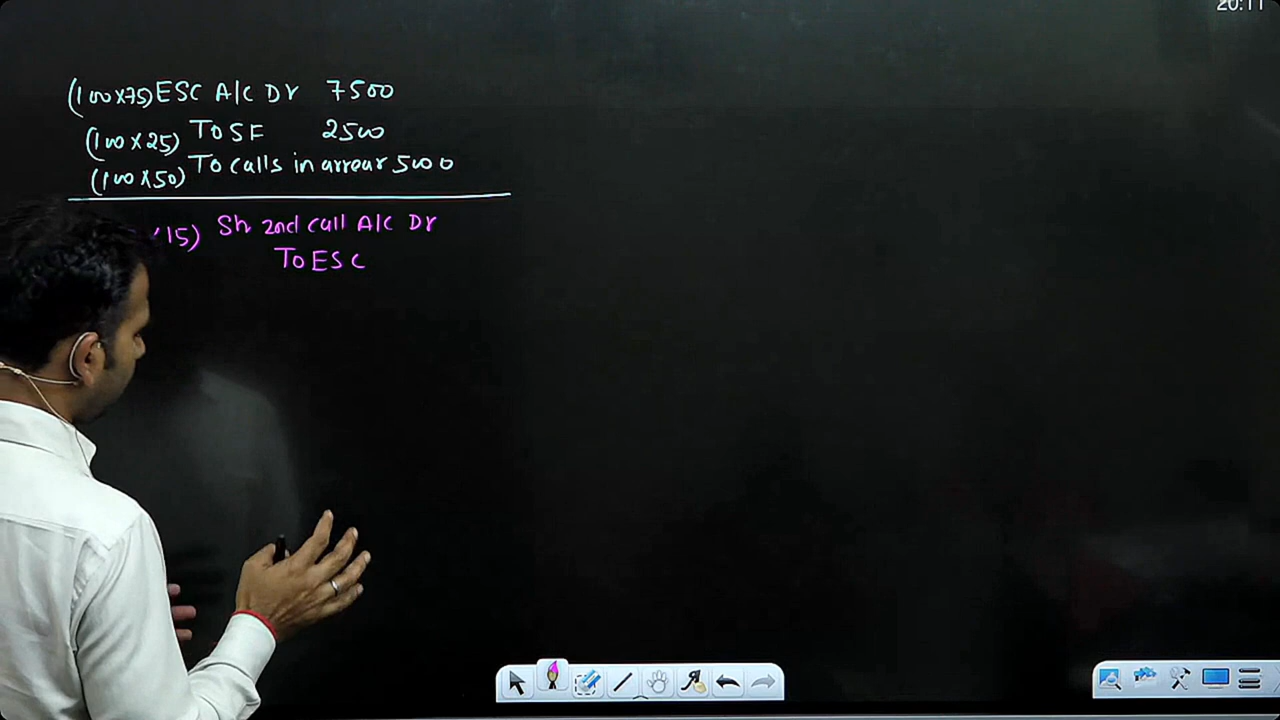 20:11
(100x75) ESC A/C Dr 7500
(100x25) To SF 2500
(100x50) To calls in arrear 5000
15) Sh 2nd call A/C Dr
To ESC